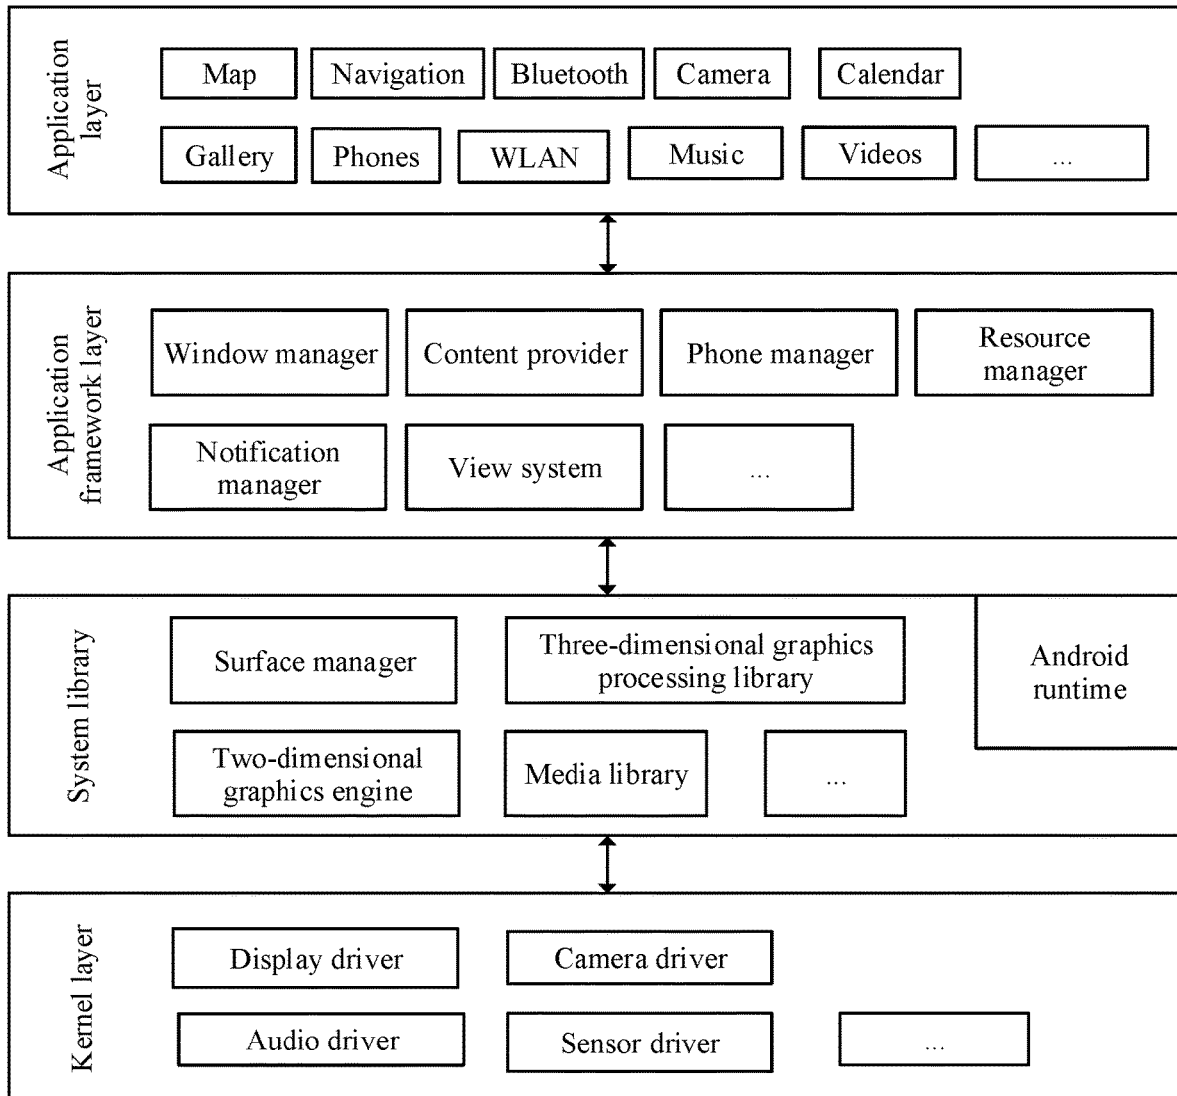 Application
layer
Map
Navigation
Bluetooth
Camera
Calendar
Gallery
Phones
WLAN
Music
Videos
...
Application
framework layer
Window manager
Content provider
Phone manager
Resource
manager
Notification
manager
View system
...
System library
Surface manager
Three-dimensional graphics
processing library
Android
runtime
Two-dimensional
graphics engine
Media library
...
Kernel layer
Display driver
Camera driver
Audio driver
Sensor driver
...